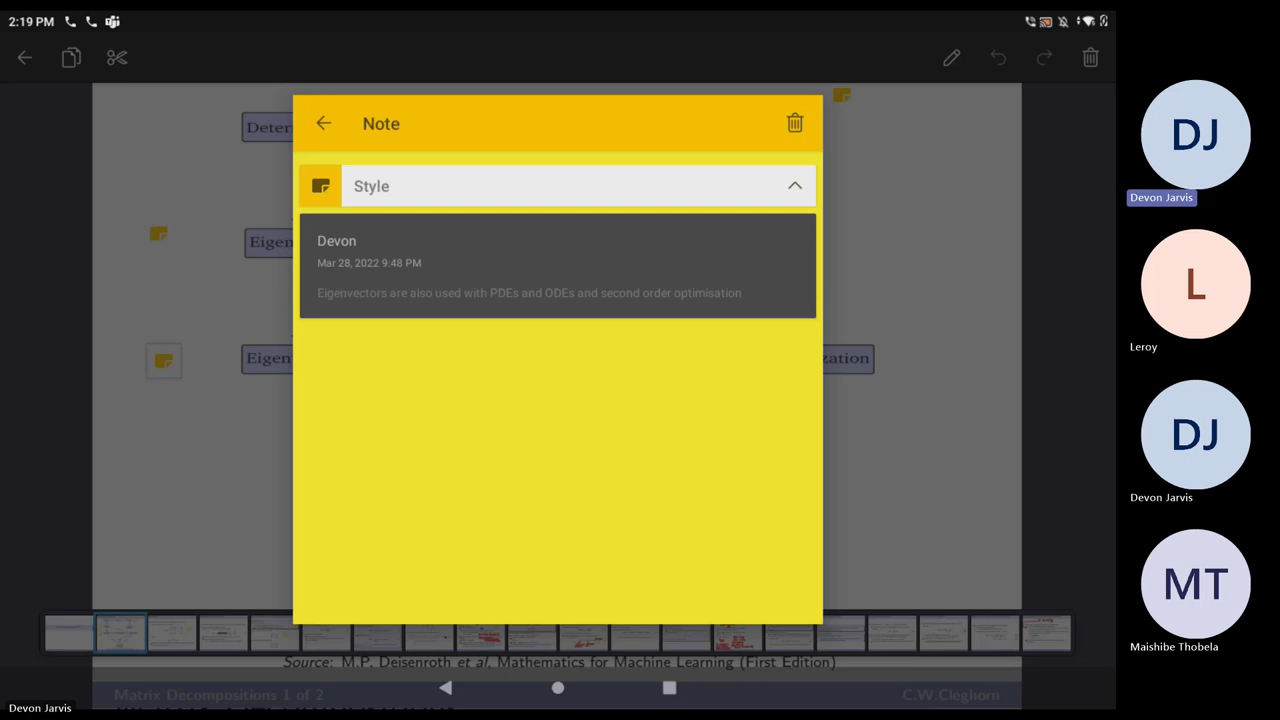 2:19 PM
Note
Deter
Style
DJ
Devon Jarvis
Devon
Mar 28, 2022 9:48 PM
Eigenvectors are also used with PDEs and ODEs and second order optimisation
Eigen
L
Leroy
Eigen
ization
DJ
Devon Jarvis
MT
Maishibe Thobela
Source: M.P. Deisenroth et al, Mathematics for Machine Learning (First Edition)
Matrix Decompositions 1 of 2
C.W.Cleghorn
Devon Jarvis